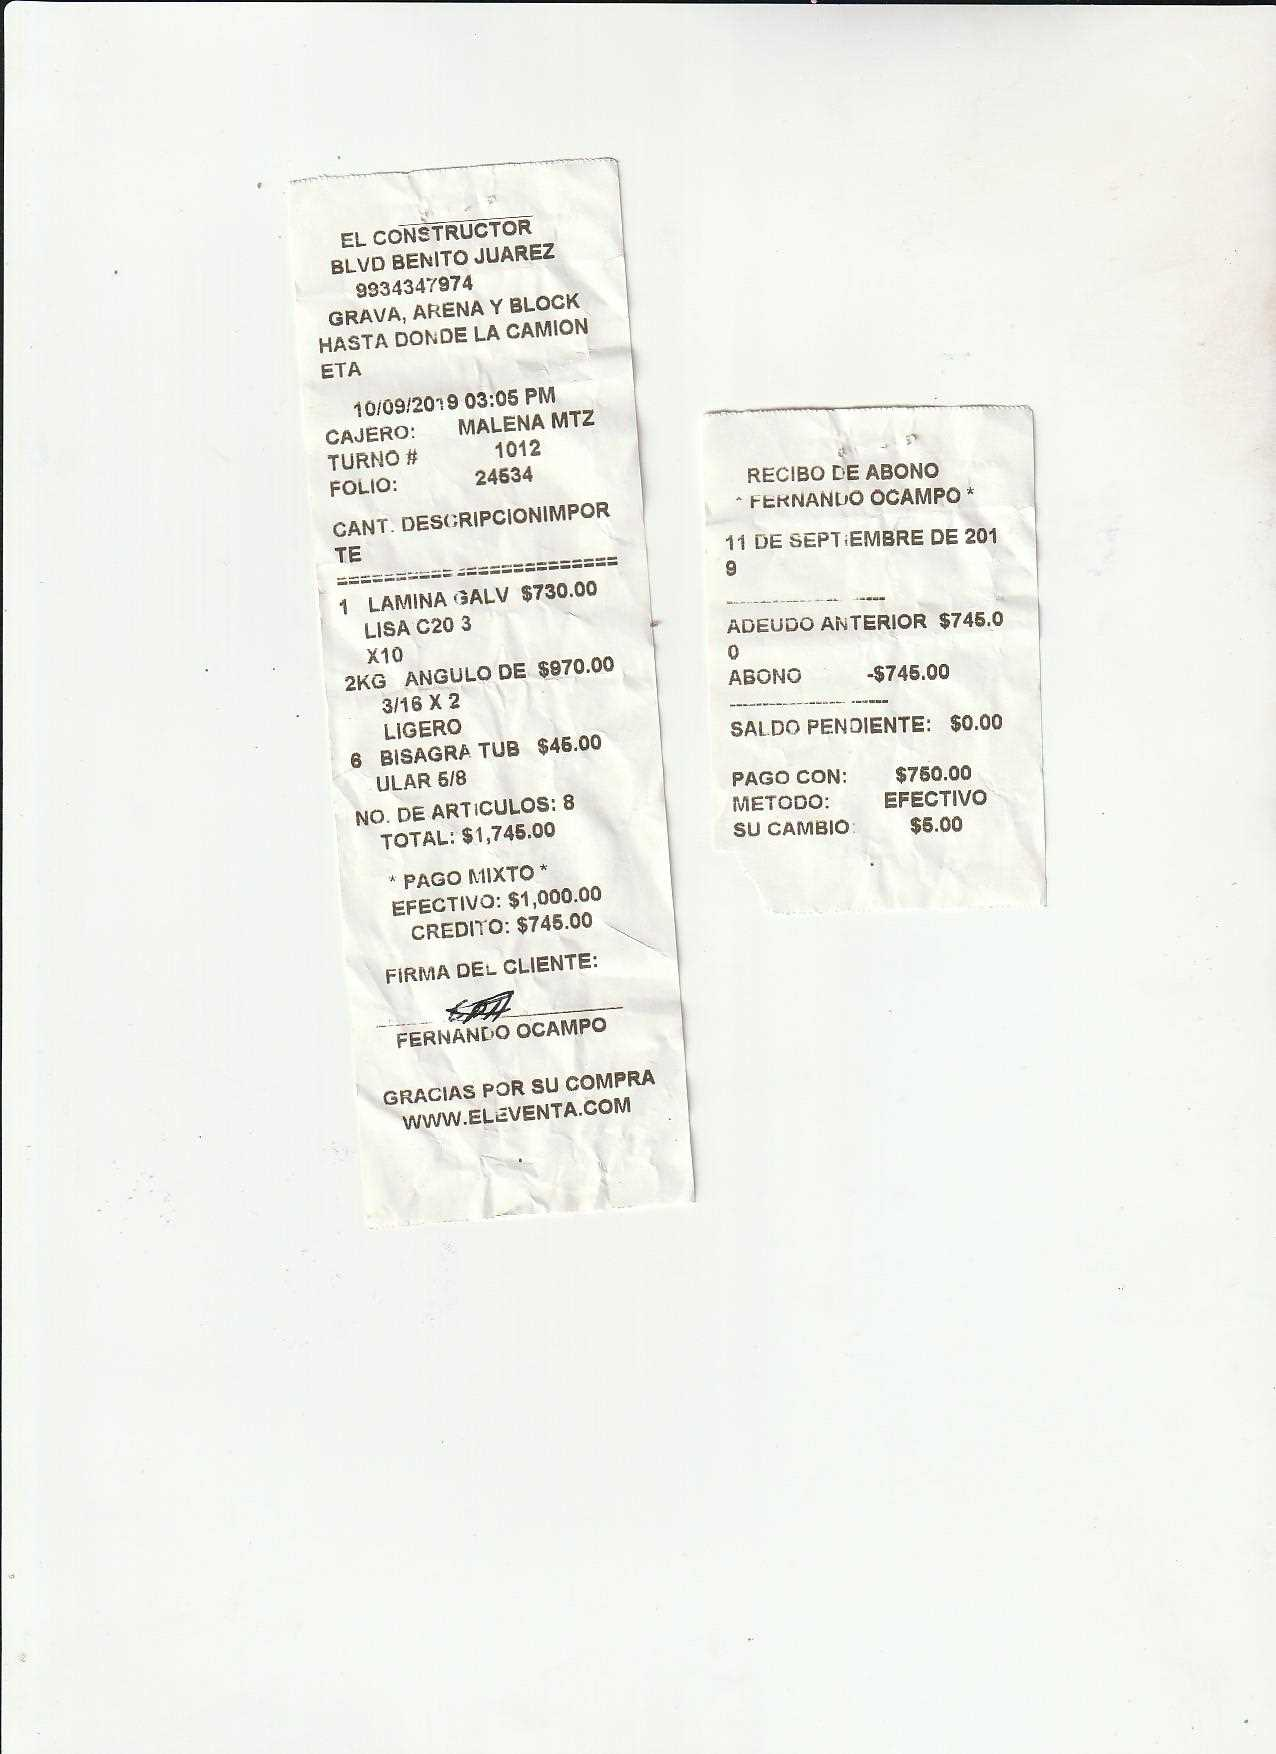 EL CONSTRUCTOR
BLVD BENITO JUAREZ
9934347974
GRAVA, ARENA Y BLOCK
HASTA DONDE LA CAMION
ETA
10/09/2019 03:05 PM
CAJERO: MALENA MTZ
TURNO # 1012
FOLIO: 24534
CANT. DESCRIPCIONIMPOR
TE
==========================
1 LAMINA GALV $730.00
LISA C20 3
X10
2KG ANGULO DE $970.00
3/16 X 2
LIGERO
6 BISAGRA TUB $45.00
ULAR 5/8
NO. DE ARTICULOS: 8
TOTAL: $1,745.00
* PAGO MIXTO *
EFECTIVO: $1,000.00
CREDITO: $745.00
FIRMA DEL CLIENTE:
FERNANDO OCAMPO
GRACIAS POR SU COMPRA
WWW.ELEVENTA.COM
RECIBO DE ABONO
* FERNANDO OCAMPO *
11 DE SEPTIEMBRE DE 201
9
ADEUDO ANTERIOR $745.0
0
ABONO -$745.00
SALDO PENDIENTE: $0.00
PAGO CON: $750.00
METODO: EFECTIVO
SU CAMBIO: $5.00